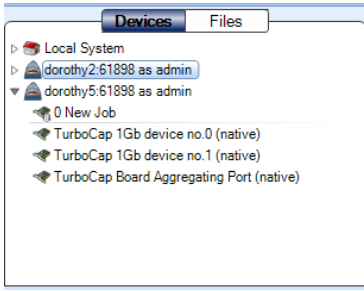 Devices Files
Local System
dorothy2:61898 as admin
dorothy5:61898 as admin
0 New Job
TurboCap 1Gb device no.0 (native)
TurboCap 1Gb device no.1 (native)
TurboCap Board Aggregating Port (native)